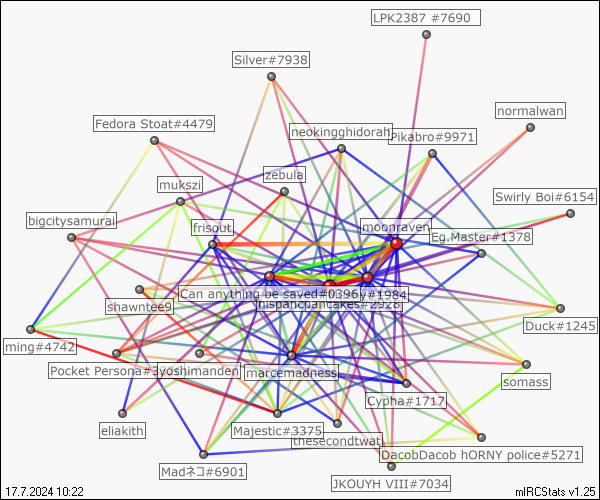 LPK2387 #7690
Silver#7938
normalwan
Fedora Stoat#4479
neokingghidorah
Pikabro#9971
zebula
mukszi
Swirly Boi#6154
bigcitysamurai
frisout
moonraven
Eg.Master#1378
Can anything be saved#0396
#1984
hispancpancakes#2928
shawntee9
Duck#1245
ming#4742
Pocket Persona#3
yoshimanden
marcemadness
somass
Cypha#1717
eliakith
Majestic#3375
thesecondtwat
DacobDacob hORNY police#5271
Madネコ#6901
JKOUYH VIII#7034
17.7.2024 10:22
mIRCStats v1.25